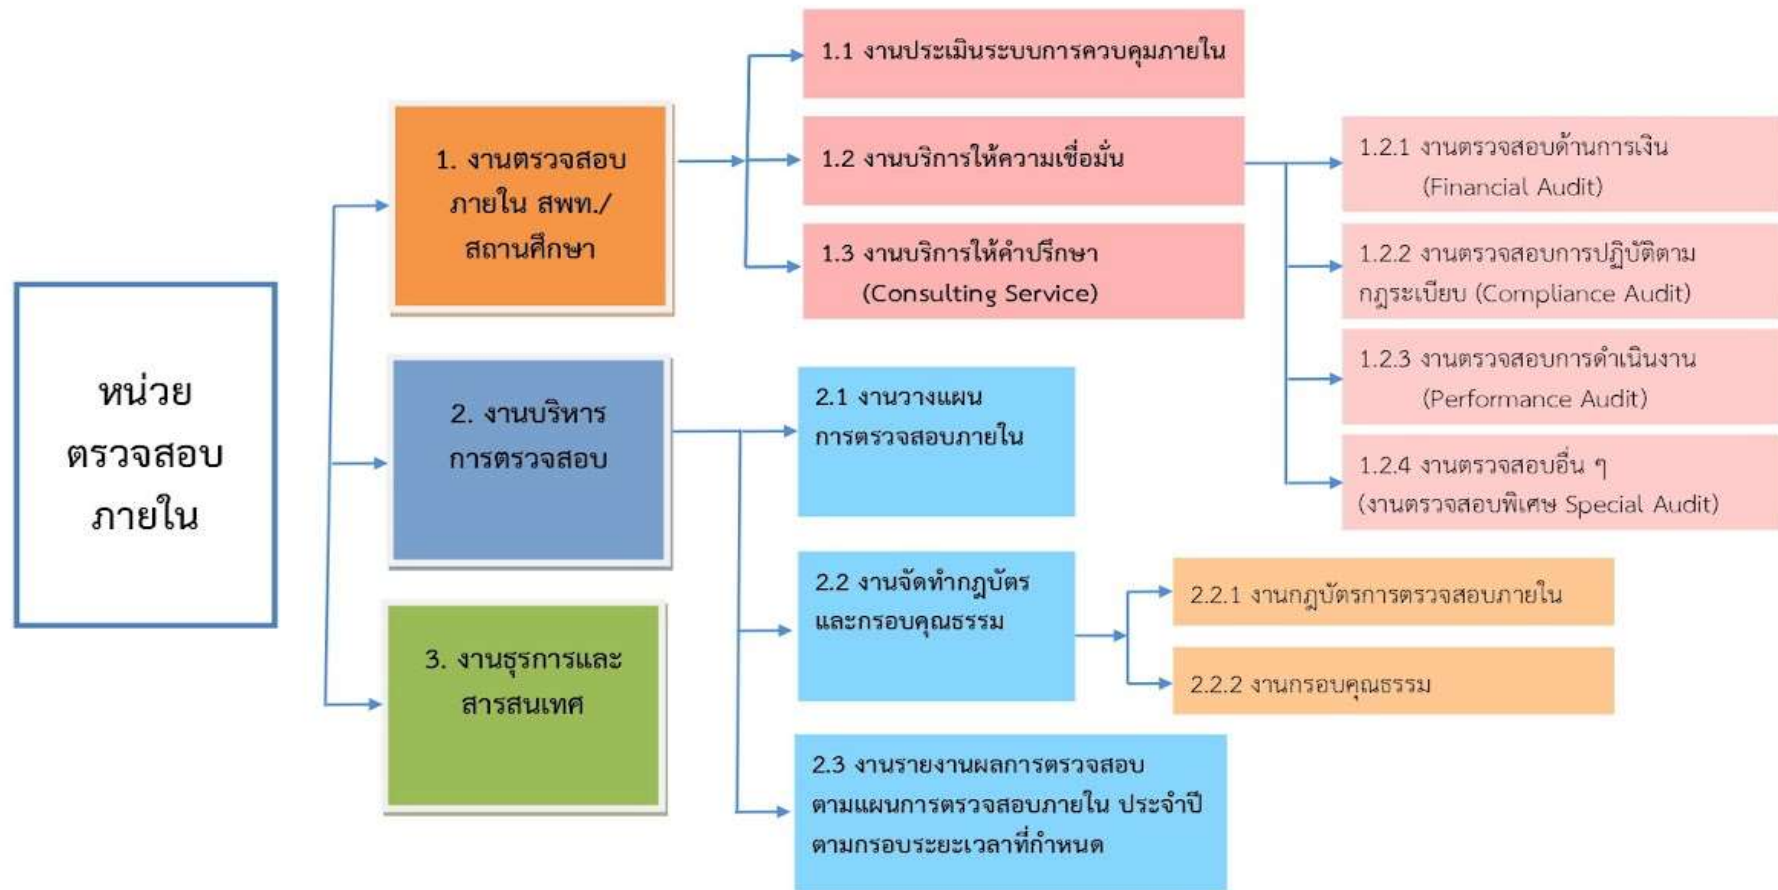 หน่วย
ตรวจสอบ
ภายใน
1. งานตรวจสอบ
ภายใน สพท./
สถานศึกษา
1.1 งานประเมินระบบการควบคุมภายใน
1.2 งานบริการให้ความเชื่อมั่น
1.3 งานบริการให้คำปรึกษา
(Consulting Service)
1.2.1 งานตรวจสอบด้านการเงิน
(Financial Audit)
1.2.2 งานตรวจสอบการปฏิบัติตาม
กฎระเบียบ (Compliance Audit)
1.2.3 งานตรวจสอบการดำเนินงาน
(Performance Audit)
1.2.4 งานตรวจสอบอื่น ๆ
(งานตรวจสอบพิเศษ Special Audit)
2. งานบริหาร
การตรวจสอบ
2.1 งานวางแผน
การตรวจสอบภายใน
2.2 งานจัดทำกฎบัตร
และกรอบคุณธรรม
2.2.1 งานกฎบัตรการตรวจสอบภายใน
2.2.2 งานกรอบคุณธรรม
2.3 งานรายงานผลการตรวจสอบ
ตามแผนการตรวจสอบภายใน ประจำปี
ตามกรอบระยะเวลาที่กำหนด
3. งานธุรการและ
สารสนเทศ